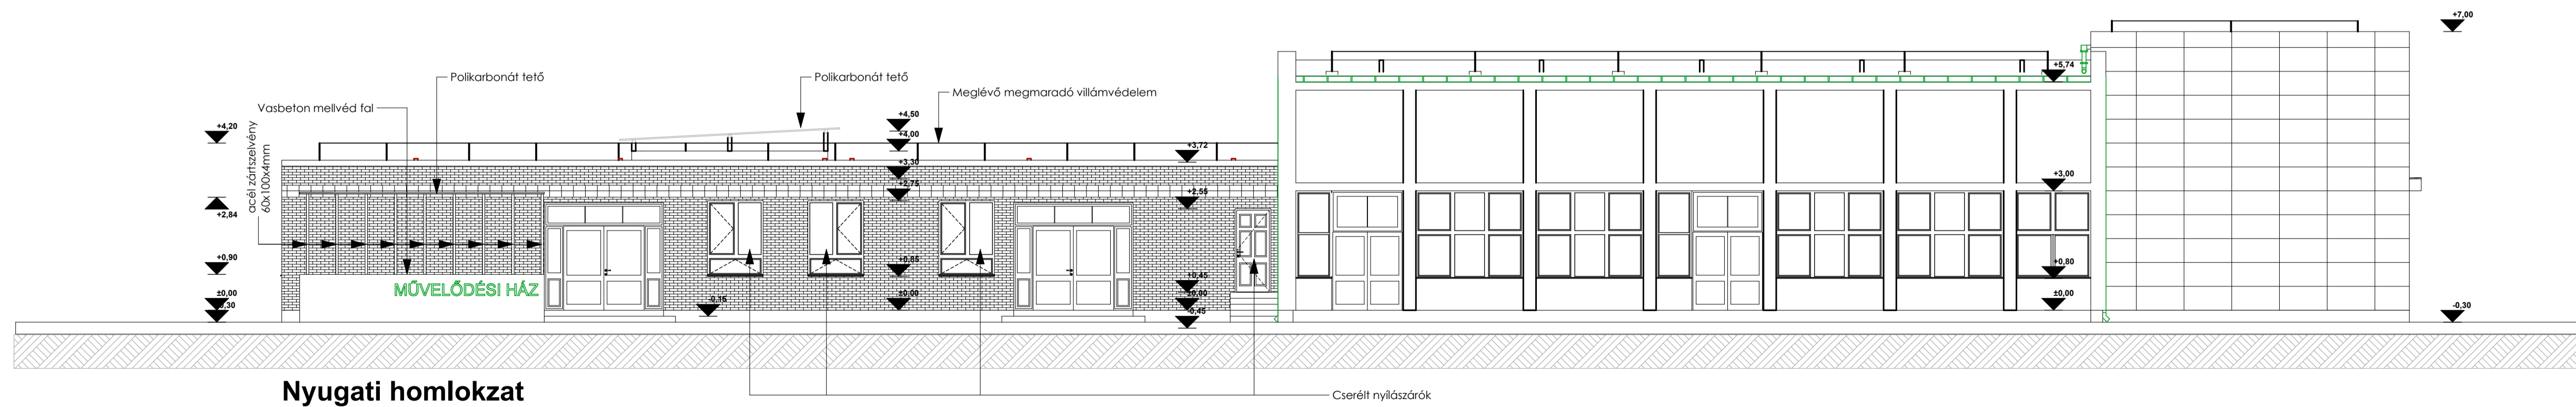 +7,00
Polikarbonát tető
Polikarbonát tető
+5,74
Meglévő megmaradó villámvédelem
Vasbeton mellvéd fal
acél zártszelvény
60x100x4mm
+4,20
+4,50
+4,00
+3,72
+3,30
+2,75
+2,55
+3,00
+2,84
+0,90
+0,85
+0,80
±0,00
-0,30
MŰVELŐDÉSI HÁZ
-0,15
±0,00
+0,45
±0,00
-0,45
±0,00
-0,30
Nyugati homlokzat
Cserélt nyílászárók